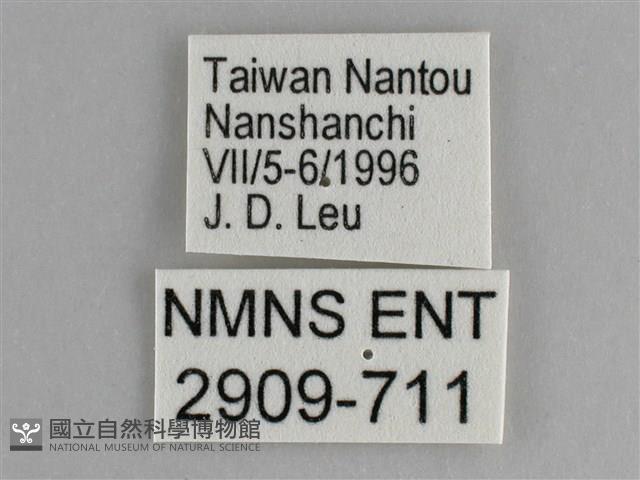 Taiwan Nantou
Nanshanchi
VII/5-6/1996
J. D. Leu
NMNS ENT
2909-711
國立自然科學博物館
NATIONAL MUSEUM OF NATURAL SCIENCE